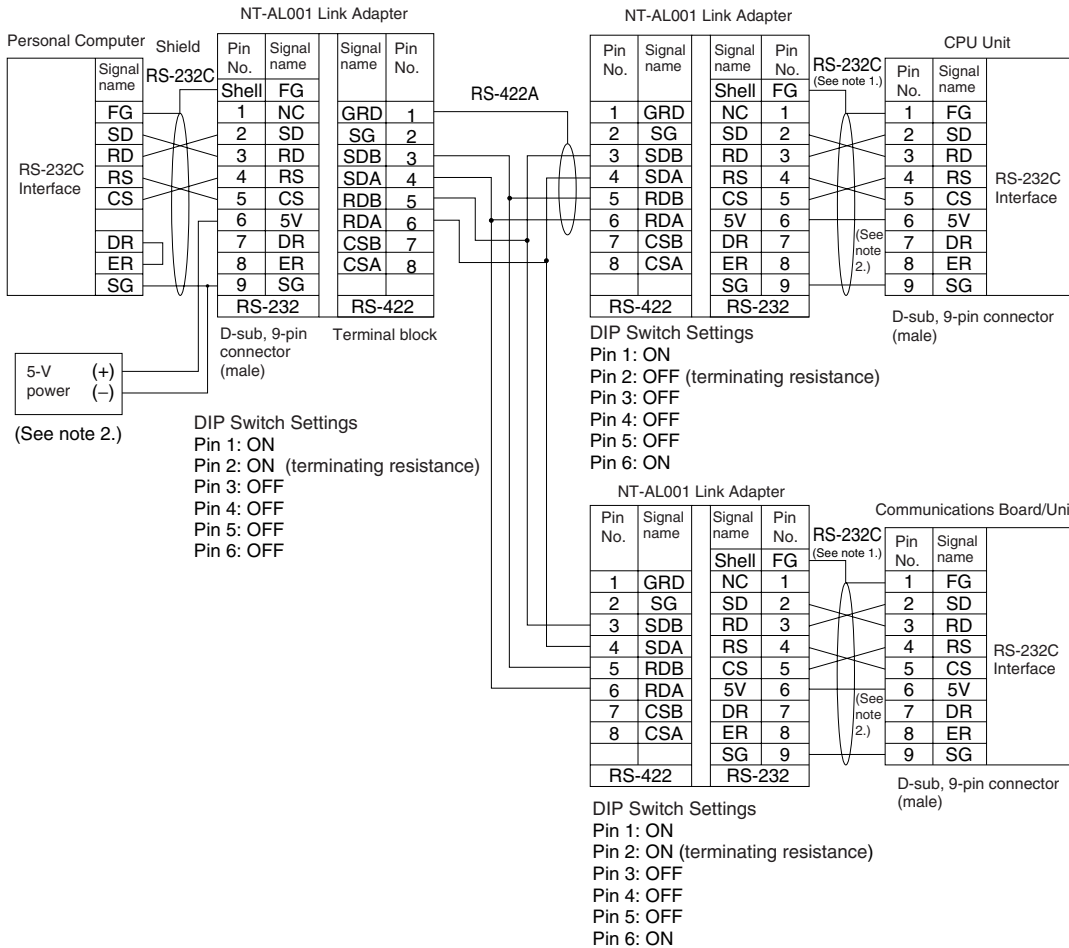 NT-AL001 Link Adapter
Personal Computer
Shield
RS-232C
Signal name
FG
SD
RD
RS
CS
DR
ER
SG
RS-232C Interface
Pin No. Signal name
Shell FG
1 NC
2 SD
3 RD
4 RS
5 CS
6 5V
7 DR
8 ER
9 SG
RS-232
D-sub, 9-pin
connector
(male)
Signal name Pin No.
GRD 1
SG 2
SDB 3
SDA 4
RDB 5
RDA 6
CSB 7
CSA 8
RS-422
Terminal block
5-V power (+) (–)
(See note 2.)
DIP Switch Settings
Pin 1: ON
Pin 2: ON (terminating resistance)
Pin 3: OFF
Pin 4: OFF
Pin 5: OFF
Pin 6: OFF
RS-422A
NT-AL001 Link Adapter
Pin No. Signal name
1 GRD
2 SG
3 SDB
4 SDA
5 RDB
6 RDA
7 CSB
8 CSA
RS-422
Signal name Pin No.
Shell FG
NC 1
SD 2
RD 3
RS 4
CS 5
5V 6
DR 7
ER 8
SG 9
RS-232
RS-232C
(See note 1.)
(See
note
2.)
CPU Unit
Pin No. Signal name
1 FG
2 SD
3 RD
4 RS
5 CS
6 5V
7 DR
8 ER
9 SG
RS-232C
Interface
D-sub, 9-pin connector
(male)
DIP Switch Settings
Pin 1: ON
Pin 2: OFF (terminating resistance)
Pin 3: OFF
Pin 4: OFF
Pin 5: OFF
Pin 6: ON
NT-AL001 Link Adapter
Pin No. Signal name
1 GRD
2 SG
3 SDB
4 SDA
5 RDB
6 RDA
7 CSB
8 CSA
RS-422
Signal name Pin No.
Shell FG
NC 1
SD 2
RD 3
RS 4
CS 5
5V 6
DR 7
ER 8
SG 9
RS-232
RS-232C
(See note 1.)
(See
note
2.)
Communications Board/Uni
Pin No. Signal name
1 FG
2 SD
3 RD
4 RS
5 CS
6 5V
7 DR
8 ER
9 SG
RS-232C
Interface
D-sub, 9-pin connector
(male)
DIP Switch Settings
Pin 1: ON
Pin 2: ON (terminating resistance)
Pin 3: OFF
Pin 4: OFF
Pin 5: OFF
Pin 6: ON